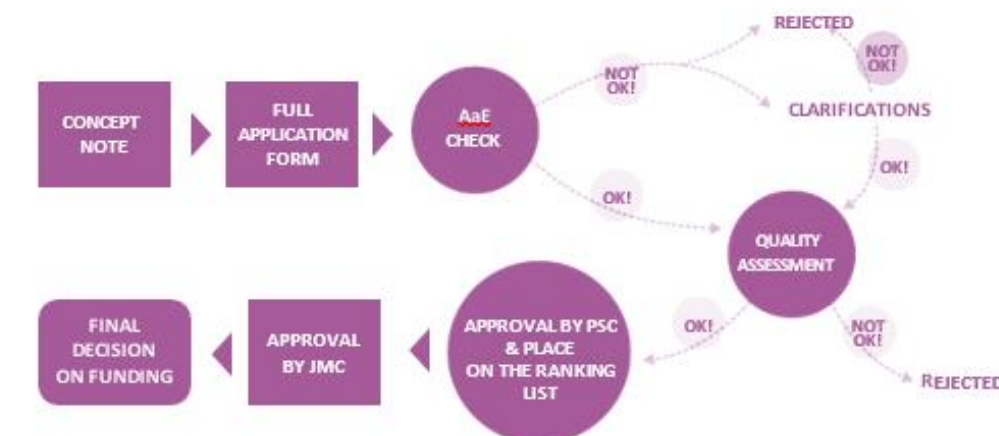 CONCEPT
NOTE
FULL
APPLICATION
FORM
AaE
CHECK
NOT
OK!
REJECTED
NOT
OK!
CLARIFICATIONS
OK!
OK!
QUALITY
ASSESSMENT
NOT
OK!
REJECTED
OK!
APPROVAL BY PSC
& PLACE
ON THE RANKING
LIST
APPROVAL
BY JMC
FINAL
DECISION
ON FUNDING